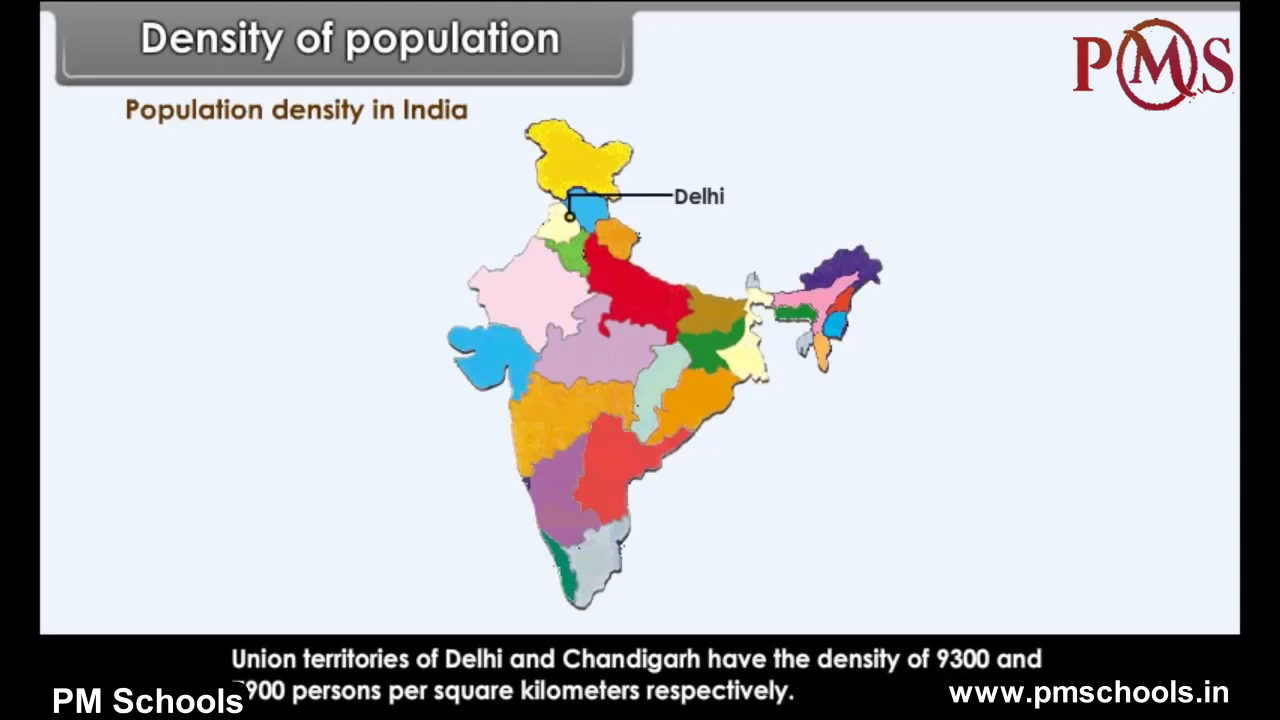 Density of population
PMS
Population density in India
Delhi
Union territories of Delhi and Chandigarh have the density of 9300 and
900 persons per square kilometers respectively.
PM Schools
www.pmschools.in